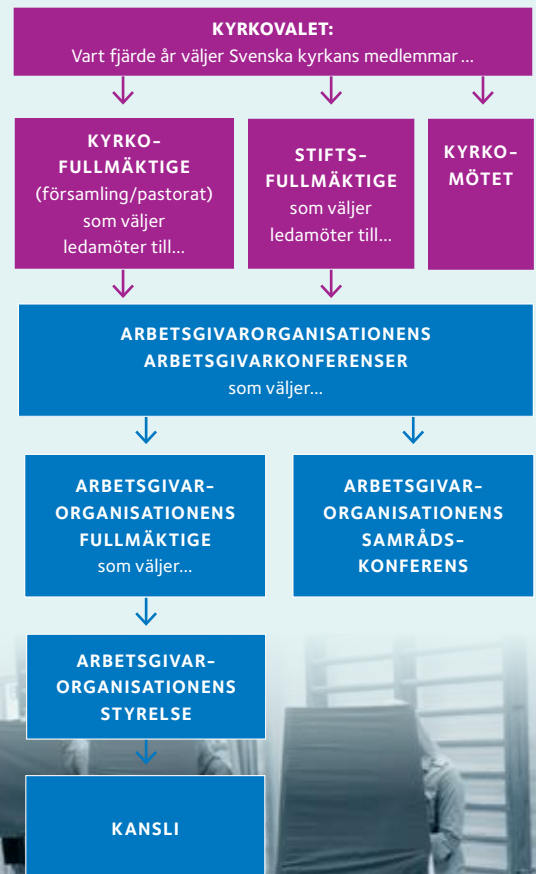 KYRKOVALET:
Vart fjärde år väljer Svenska kyrkans medlemmar...
KYRKO-
FULLMÄKTIGE
(församling/pastorat)
som väljer
ledamöter till...
STIFTS-
FULLMÄKTIGE
som väljer
ledamöter till...
KYRKO-
MÖTET
ARBETSGIVARORGANISATIONENS
ARBETSGIVARKONFERENSER
som väljer...
ARBETSGIVAR-
ORGANISATIONENS
FULLMÄKTIGE
som väljer...
ARBETSGIVAR-
ORGANISATIONENS
SAMRÅDS-
KONFERENS
ARBETSGIVAR-
ORGANISATIONENS
STYRELSE
KANSLI